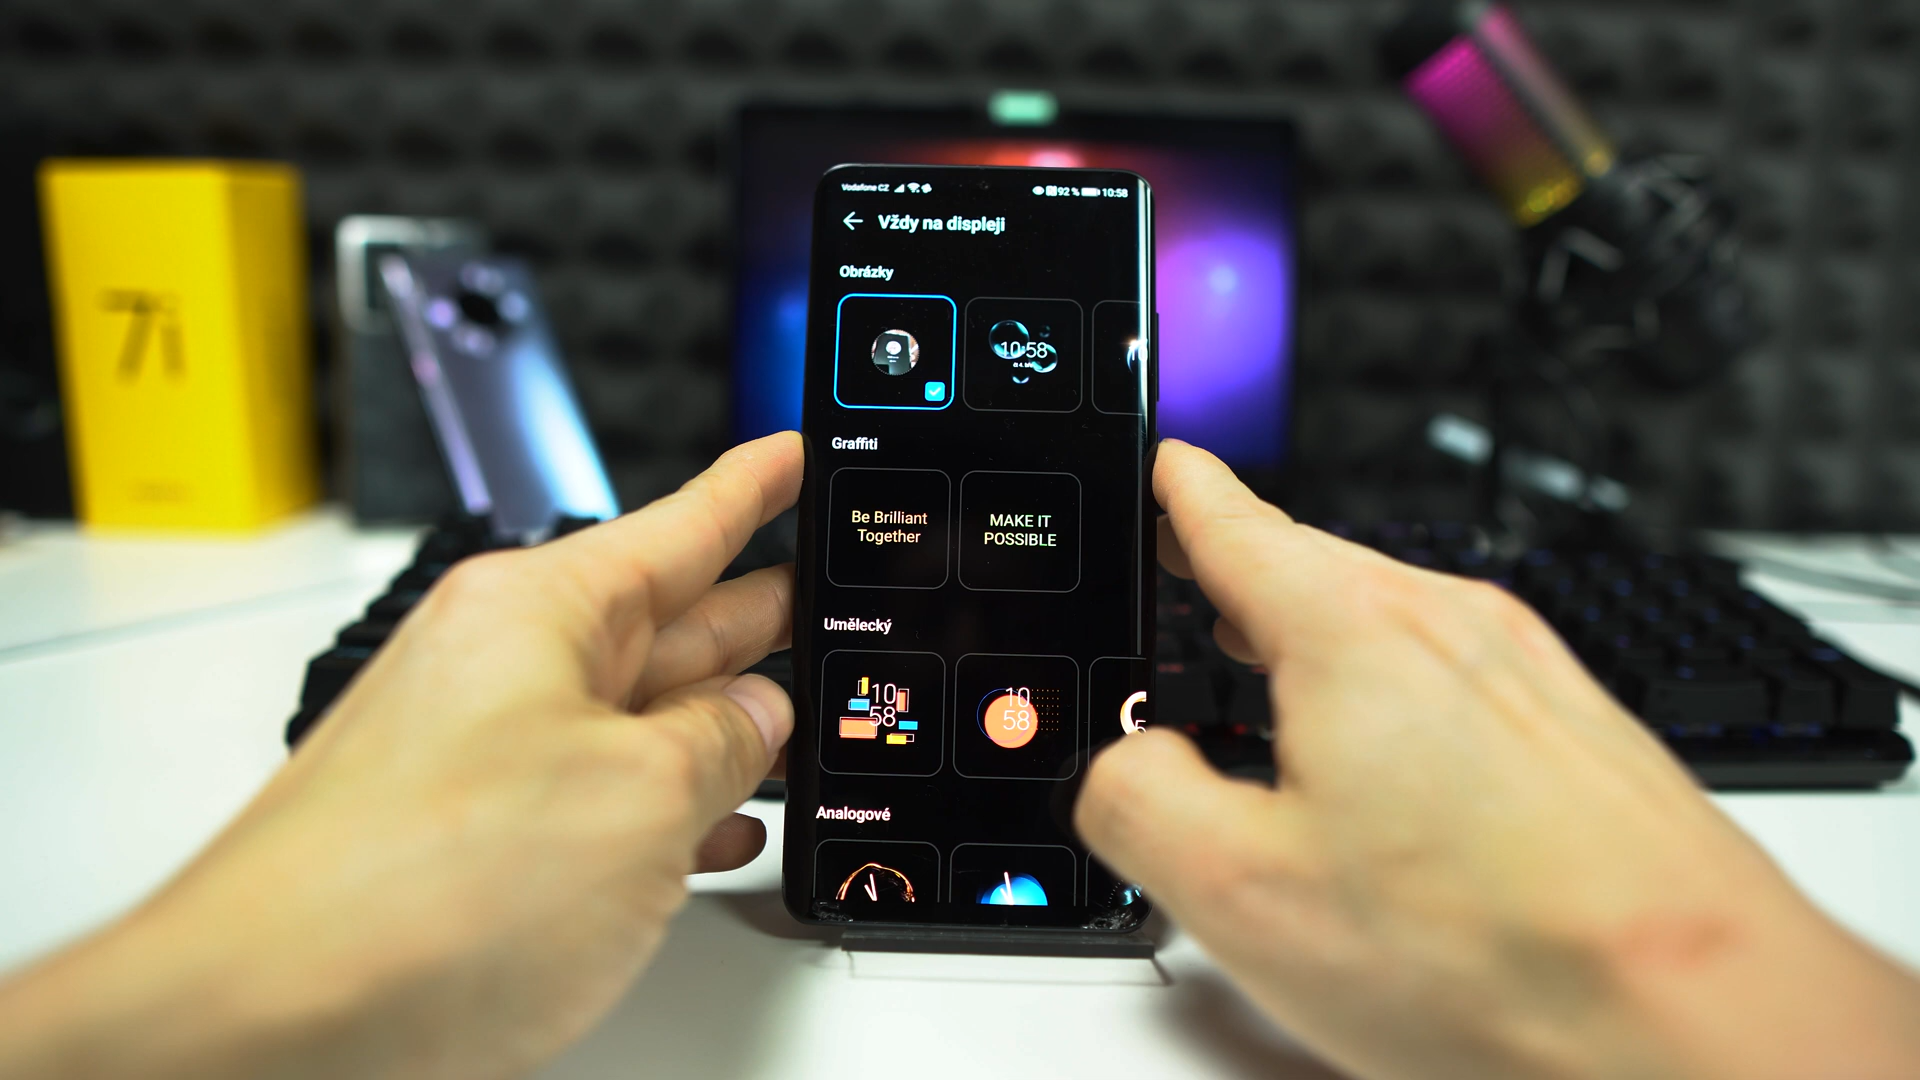 7i
Vodafone CZ
92 %
10:58
Vždy na displeji
Obrázky
10:58
Graffiti
Be Brilliant
Together
MAKE IT
POSSIBLE
Umělecký
10
58
10
58
Analogové